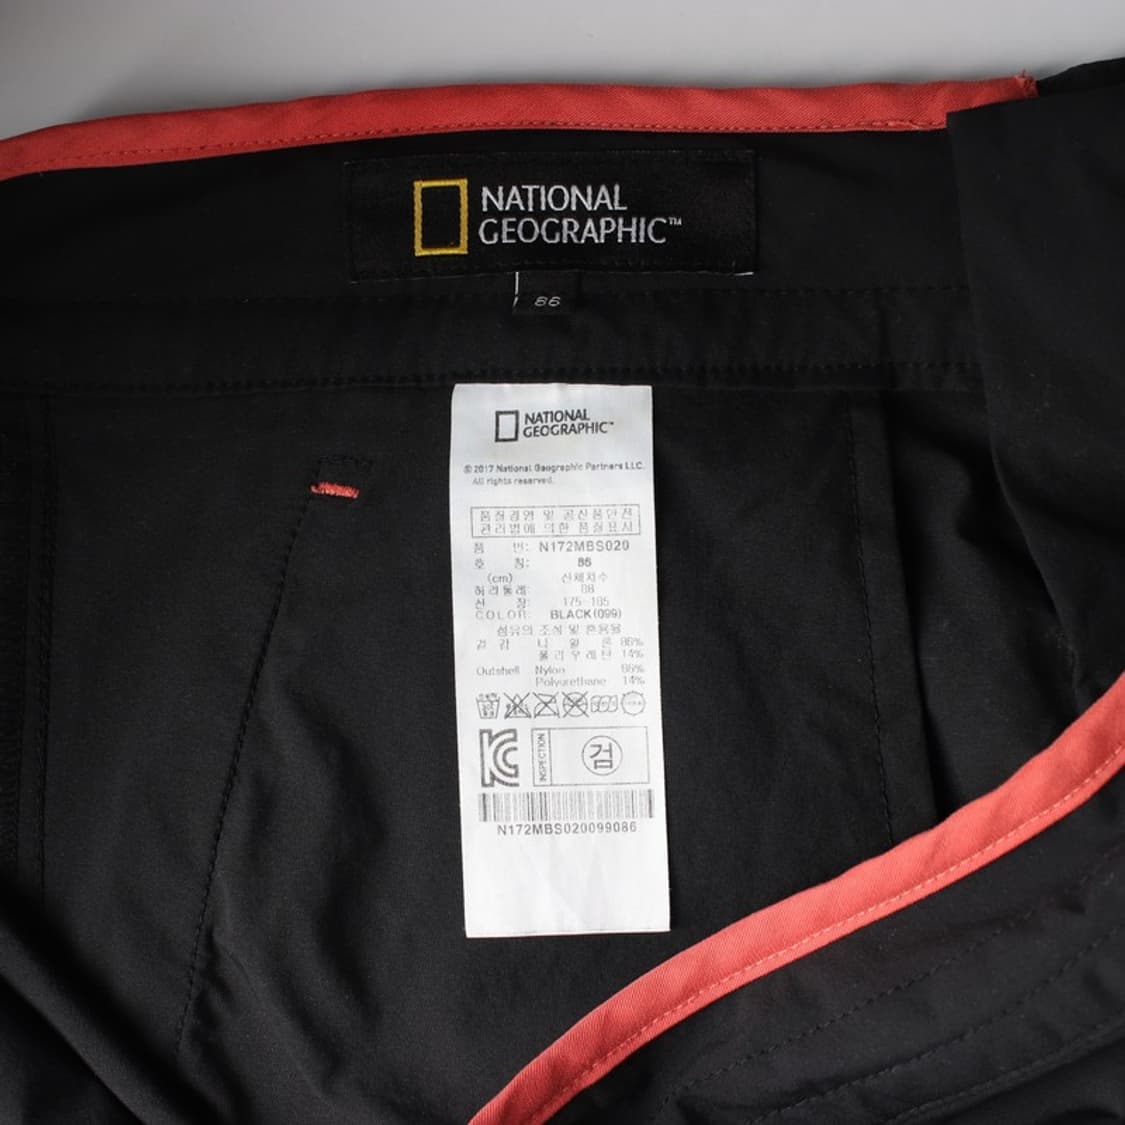 NATIONAL
GEOGRAPHIC™
86
NATIONAL
GEOGRAPHIC™
© 2017 National Geographic Partners LLC.
All rights reserved.
품질경영 및 공산품안전
관리법에 의한 품질표시
품 번: N172MBS020
호 칭: 86
(cm) 신체치수
허리둘레:
신 장: 175-185
COLOR: BLACK(099)
섬유의 조성 및 혼용율
겉 감 나 일 론 86%
폴리우레탄 14%
Outshell Nylon 86%
Polyurethane 14%
INSPECTION
검
N172MBS020099086